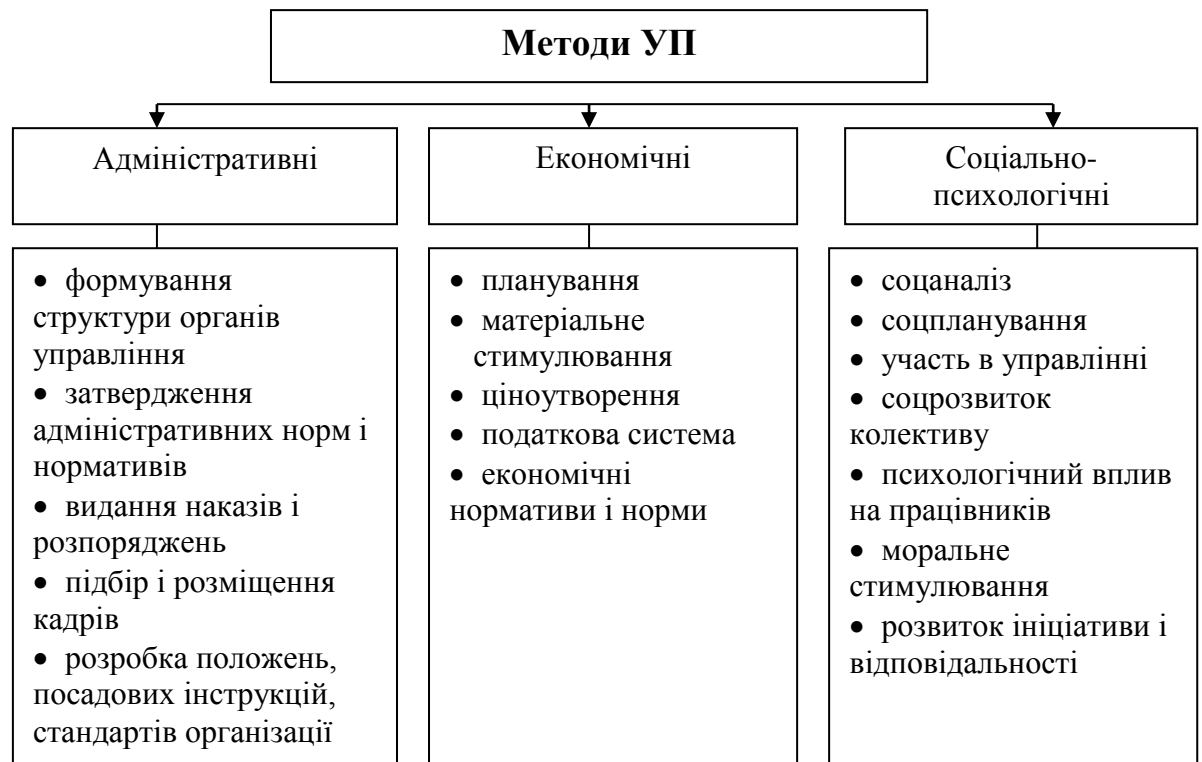 Методи УП
Адміністративні
Економічні
Соціально-
психологічні
• формування
структури органів
управління
• затвердження
адміністративних норм і
нормативів
• видання наказів і
розпоряджень
• підбір і розміщення
кадрів
• розробка положень,
посадових інструкцій,
стандартів організації
• планування
• матеріальне
стимулювання
• ціноутворення
• податкова система
• економічні
нормативи і норми
• соцаналіз
• соцпланування
• участь в управлінні
• соцрозвиток
колективу
• психологічний вплив
на працівників
• моральне
стимулювання
• розвиток ініціативи і
відповідальності